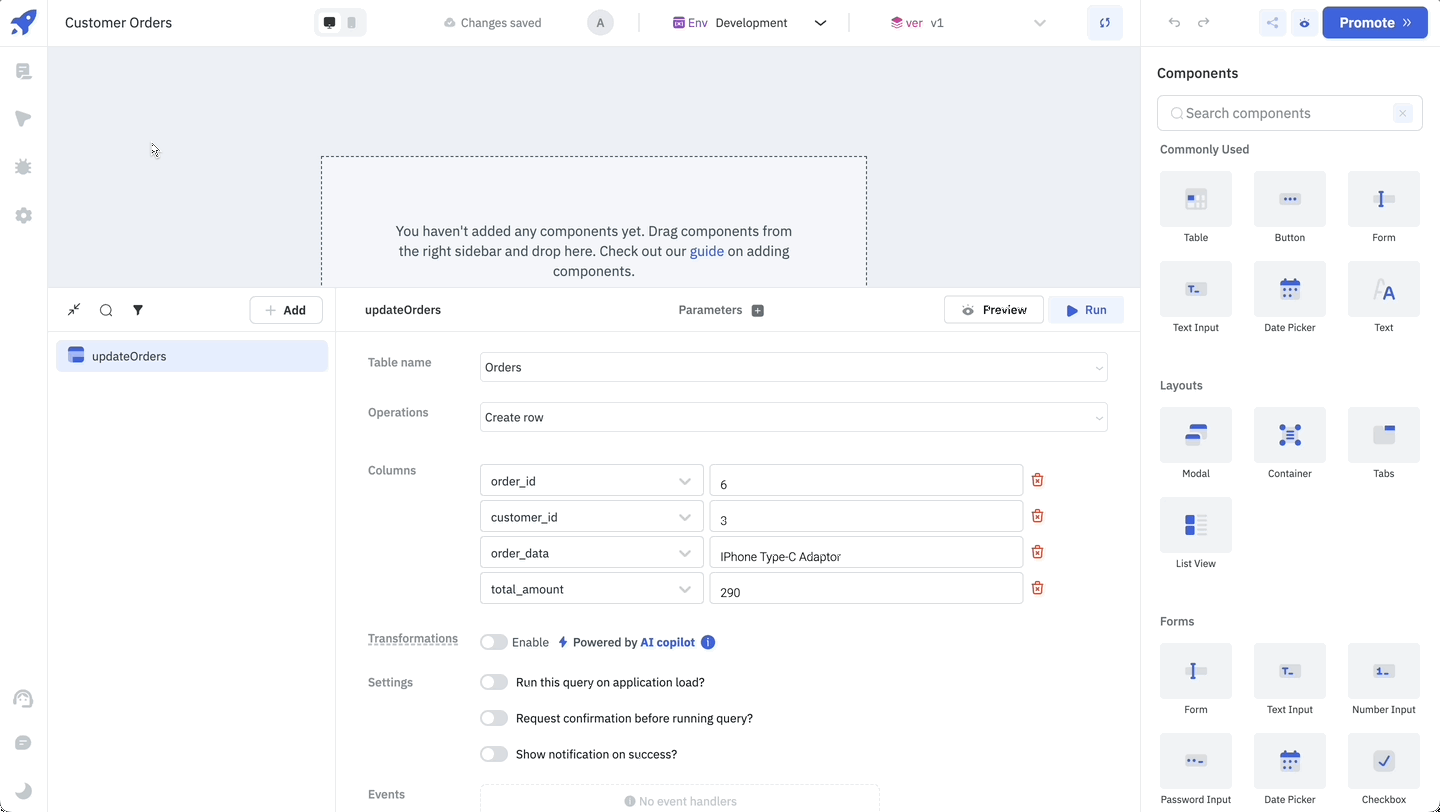 Customer Orders
Changes saved
A
Env Development
ver v1
Promote
You haven't added any components yet. Drag components from
the right sidebar and drop here. Check out our guide on adding
components.
Add
updateOrders
updateOrders
Parameters
Preview
Run
Table name
Orders
Operations
Create row
Columns
order_id
6
customer_id
3
order_data
IPhone Type-C Adaptor
total_amount
290
Transformations
Enable
Powered by AI copilot
Settings
Run this query on application load?
Request confirmation before running query?
Show notification on success?
Events
No event handlers
Components
Search components
Commonly Used
Table
Button
Form
Text Input
Date Picker
Text
Layouts
Modal
Container
Tabs
List View
Forms
Form
Text Input
Number Input
Password Input
Date Picker
Checkbox